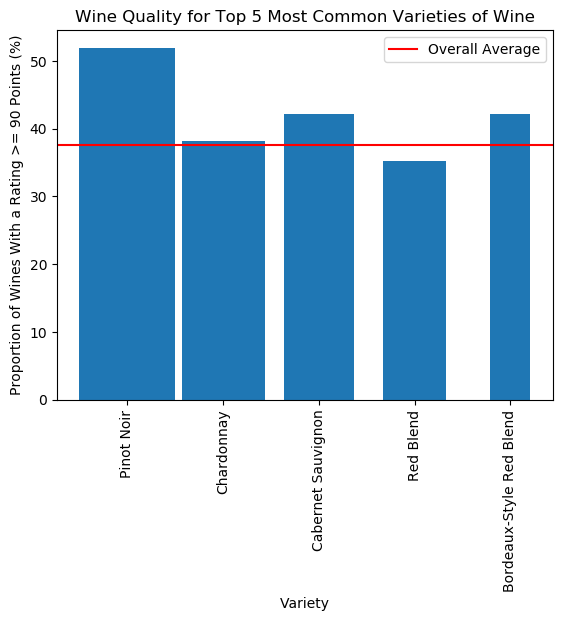 Wine Quality for Top 5 Most Common Varieties of Wine
Overall Average
Proportion of Wines With a Rating >= 90 Points (%)
50
40
30
20
10
0
Pinot Noir
Chardonnay
Cabernet Sauvignon
Red Blend
Bordeaux-Style Red Blend
Variety